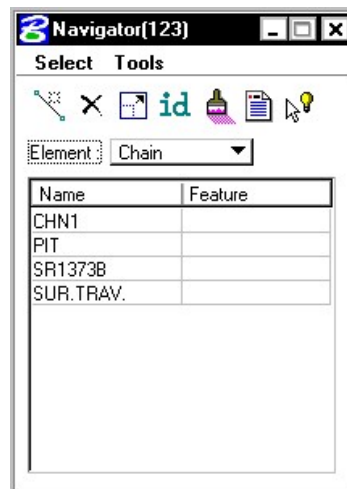 Navigator(123)
Select Tools
id
Element: Chain
Name Feature
CHN1
PIT
SR1373B
SUR.TRAV.